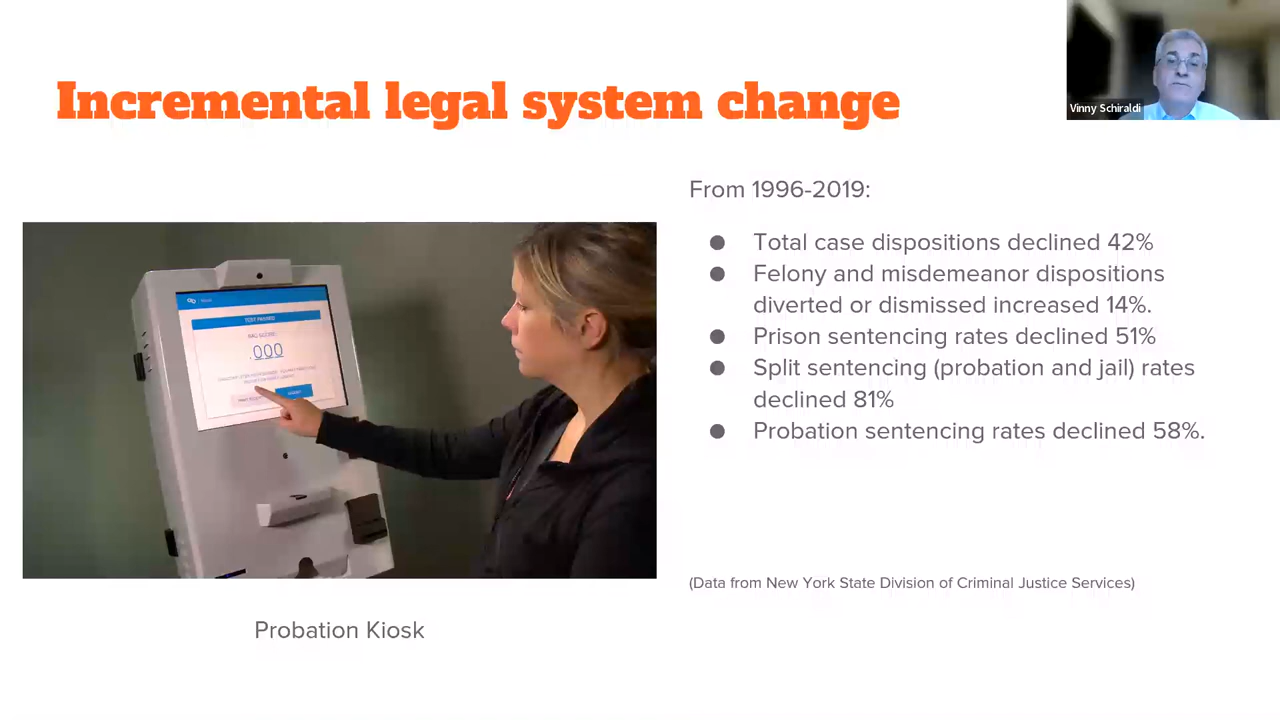 Incremental legal system change
Vinny Schiraldi
From 1996-2019:
● Total case dispositions declined 42%
● Felony and misdemeanor dispositions
diverted or dismissed increased 14%.
● Prison sentencing rates declined 51%
● Split sentencing (probation and jail) rates
declined 81%
● Probation sentencing rates declined 58%.
.000
(Data from New York State Division of Criminal Justice Services)
Probation Kiosk